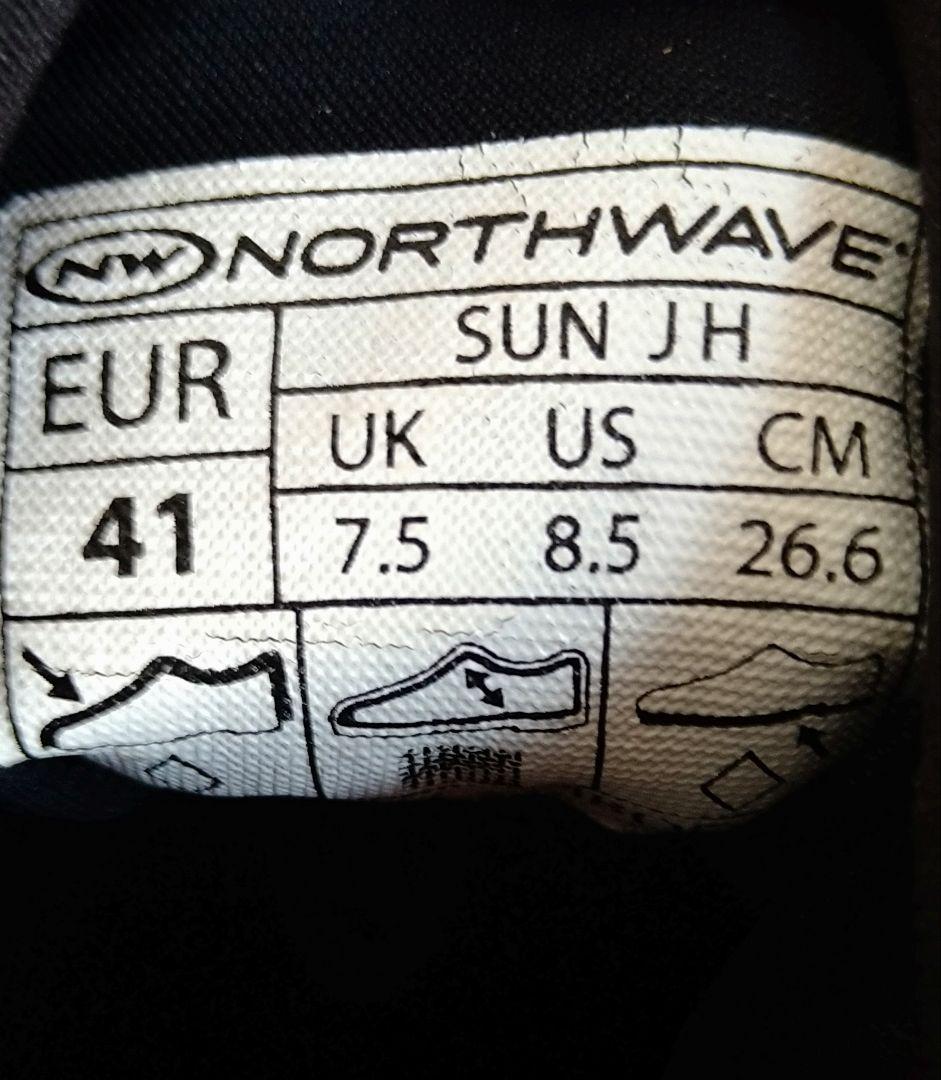 NW NORTHWAVE
EUR SUN JH
UK US CM
41 7.5 8.5 26.6